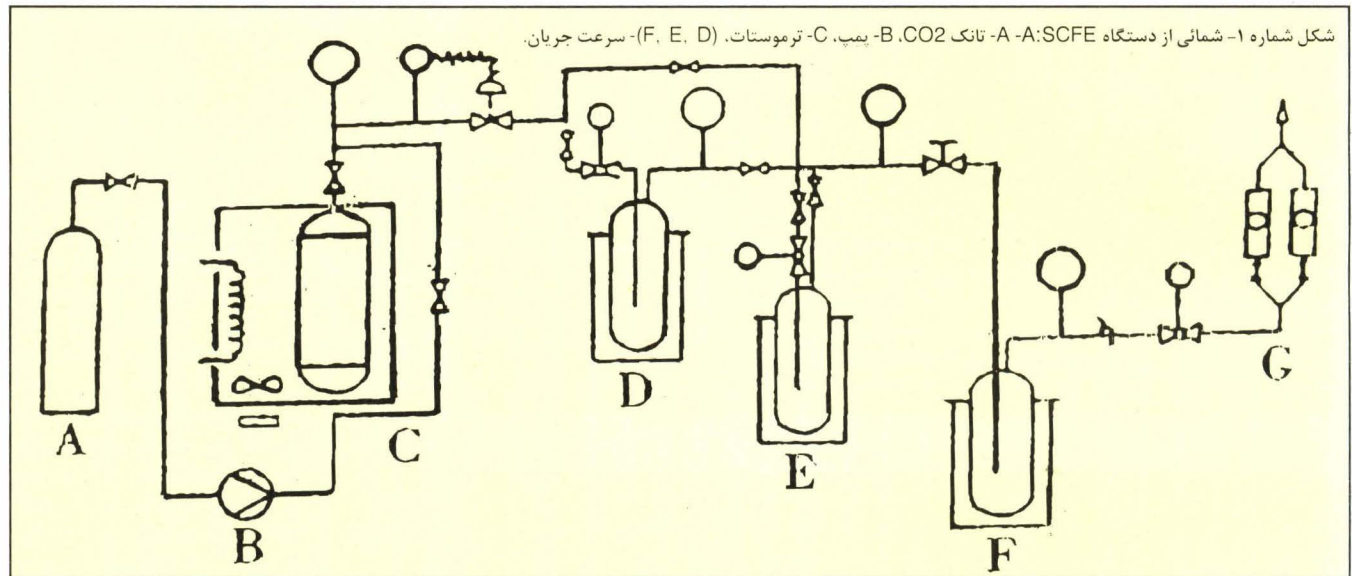 شکل شماره ۱- شمائی از دستگاه A -A:SCFE- تانک CO2، B- پمپ، C- ترموستات، (F, E, D)- سرعت جریان.
A
B
C
D
E
F
G